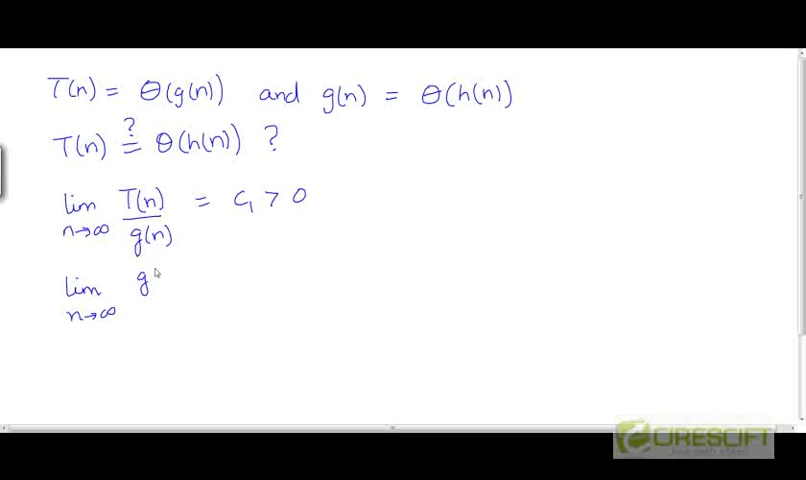 T(n) = Θ(g(n)) and g(n) = Θ(h(n))
T(n) ≟ Θ(h(n)) ?
lim n→∞ T(n)/g(n) = C₁ > 0
lim n→∞ g